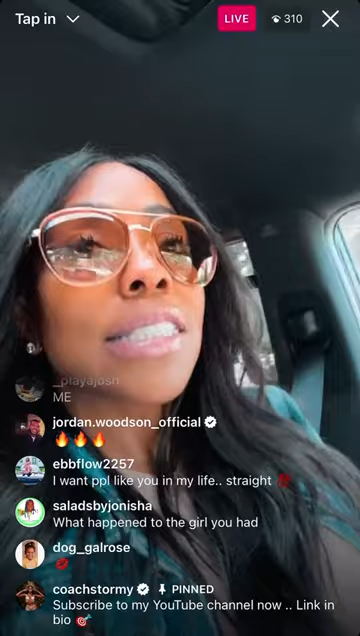 Tap in
LIVE
310
_playajosh
ME
jordan.woodson_official
🔥🔥🔥
ebbflow2257
I want ppl like you in my life.. straight 💯
saladsbyjonisha
What happened to the girl you had
dog_galrose
💋
coachstormy PINNED
Subscribe to my YouTube channel now .. Link in
bio 🎯